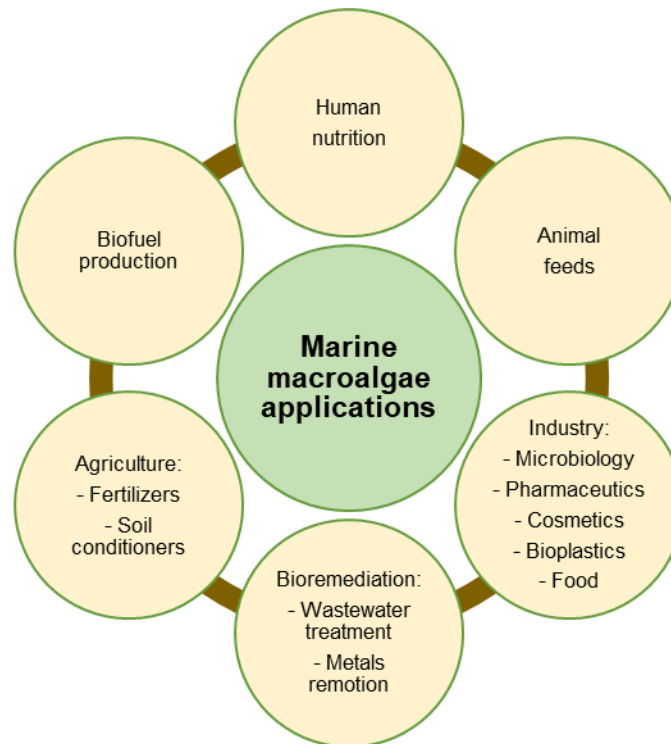 Human
nutrition
Animal
feeds
Industry:
- Microbiology
- Pharmaceutics
- Cosmetics
- Bioplastics
- Food
Bioremediation:
- Wastewater
treatment
- Metals
remotion
Agriculture:
- Fertilizers
- Soil
conditioners
Biofuel
production
Marine
macroalgae
applications